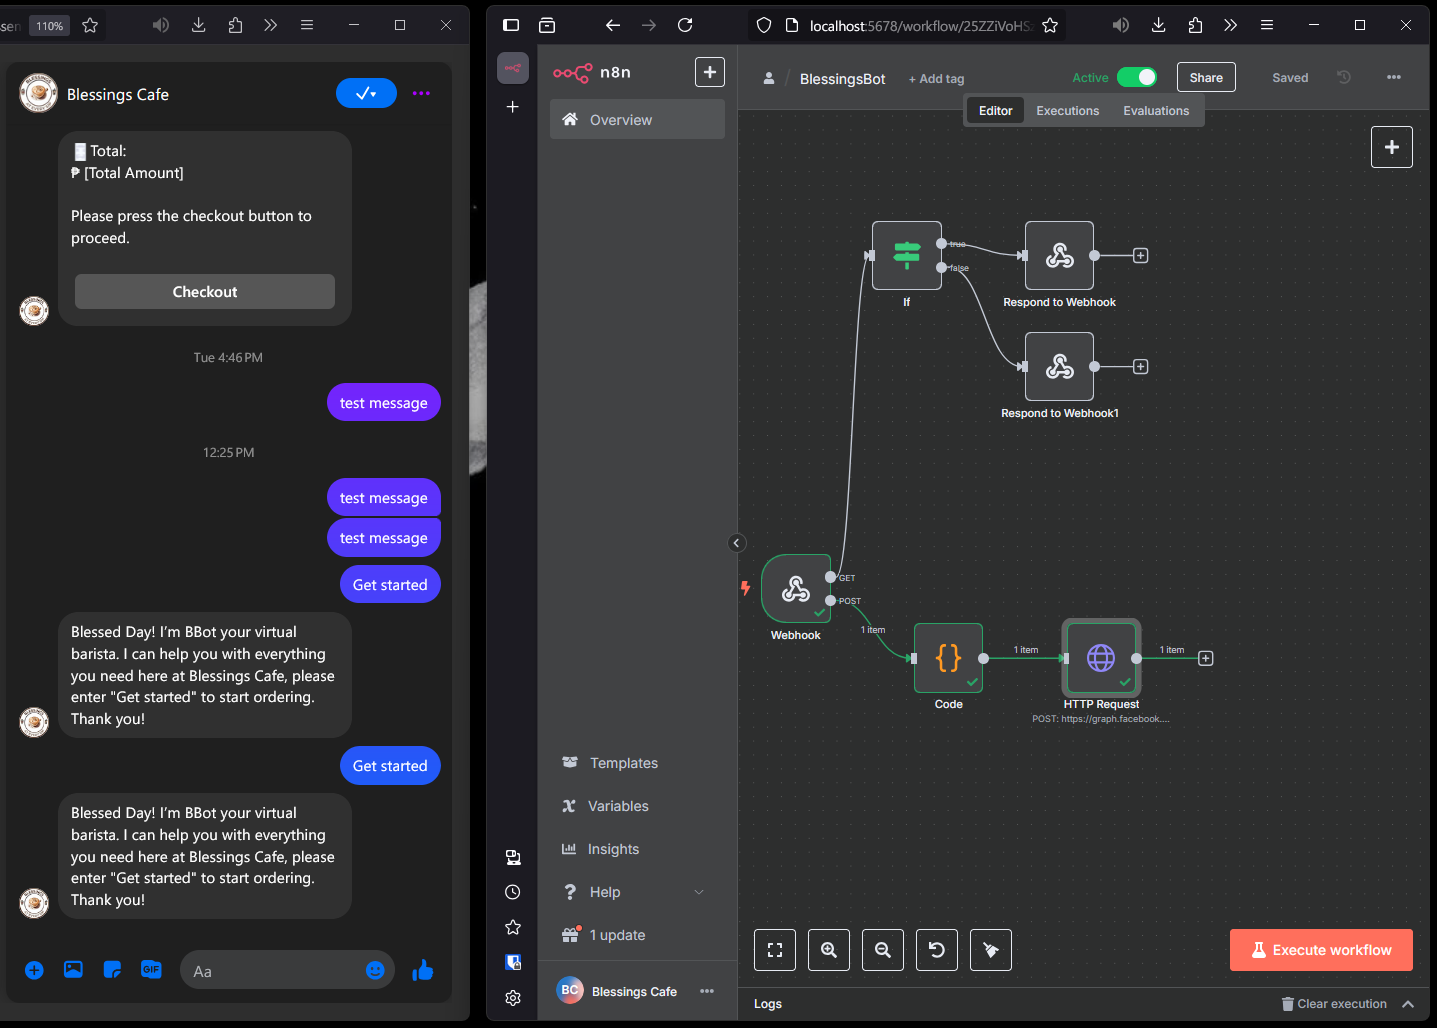 110%
Blessings Cafe
Total:
₱ [Total Amount]
Please press the checkout button to
proceed.
Checkout
Tue 4:46 PM
test message
12:25 PM
test message
test message
Get started
Blessed Day! I'm BBot your virtual
barista. I can help you with everything
you need here at Blessings Cafe, please
enter "Get started" to start ordering.
Thank you!
Get started
Blessed Day! I'm BBot your virtual
barista. I can help you with everything
you need here at Blessings Cafe, please
enter "Get started" to start ordering.
Thank you!
GIF
Aa
localhost:5678/workflow/25ZZiVoHS
n8n
Overview
Templates
Variables
Insights
Help
1 update
BC
Blessings Cafe
BlessingsBot
+ Add tag
Active
Share
Saved
Editor
Executions
Evaluations
If
true
false
Respond to Webhook
Respond to Webhook1
Webhook
GET
POST
1 item
Code
1 item
HTTP Request
POST: https://graph.facebook....
1 item
Execute workflow
Logs
Clear execution